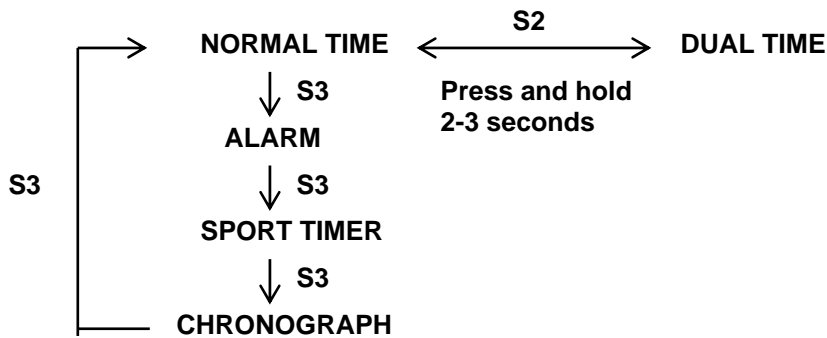 S2
NORMAL TIME
DUAL TIME
S3
Press and hold
2-3 seconds
ALARM
S3
S3
SPORT TIMER
S3
CHRONOGRAPH